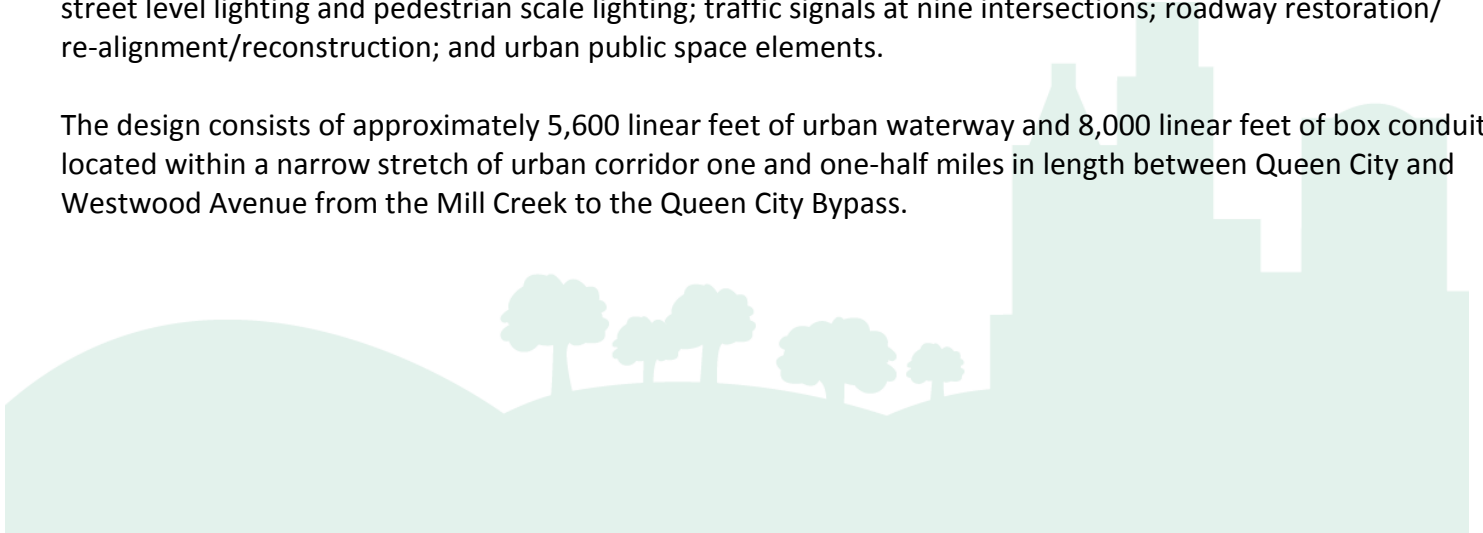 street level lighting and pedestrian scale lighting; traffic signals at nine intersections; roadway restoration/
re-alignment/reconstruction; and urban public space elements.
The design consists of approximately 5,600 linear feet of urban waterway and 8,000 linear feet of box conduit
located within a narrow stretch of urban corridor one and one-half miles in length between Queen City and
Westwood Avenue from the Mill Creek to the Queen City Bypass.